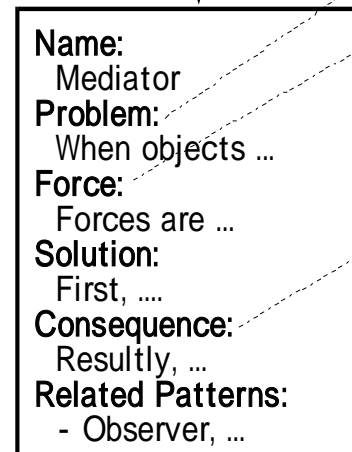 Name:
Mediator
Problem:
When objects ...
Force:
Forces are ...
Solution:
First, ....
Consequence:
Resultly, ...
Related Patterns:
- Observer, ...